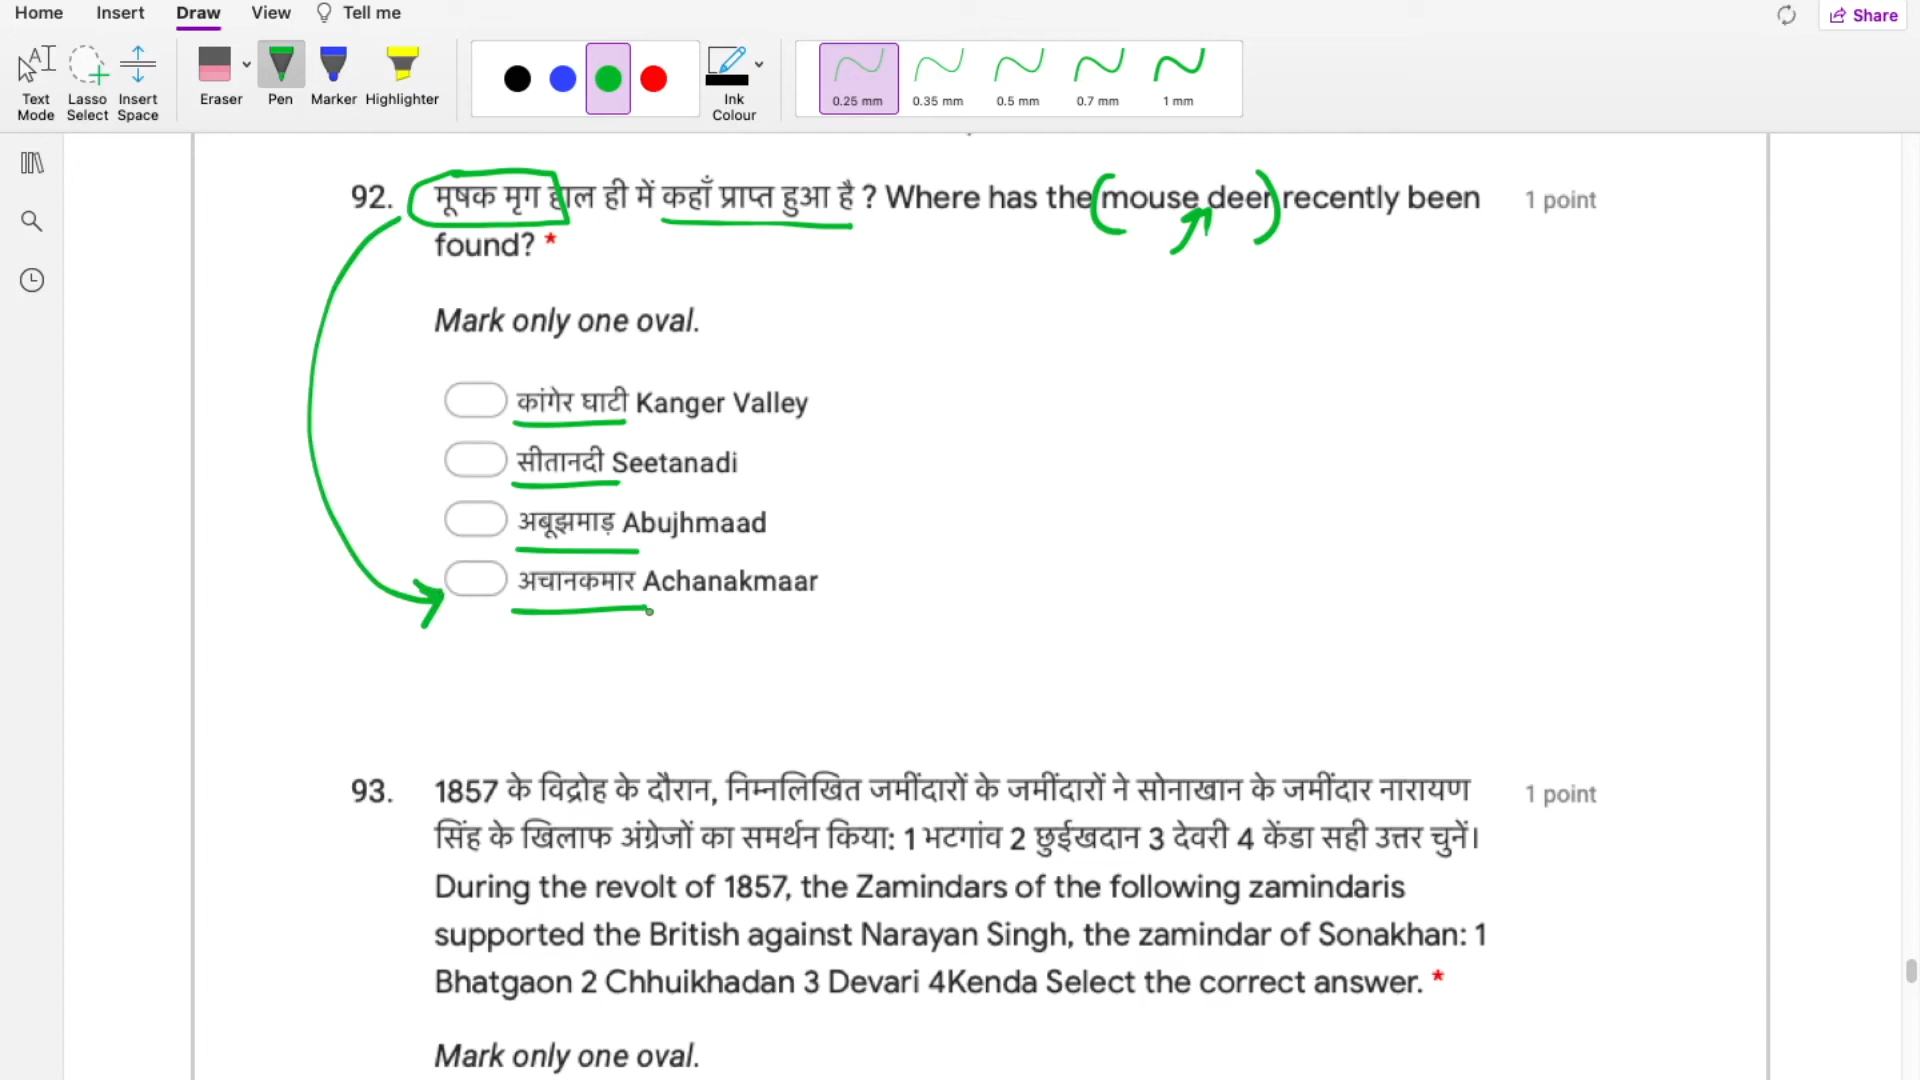 Home Insert Draw View Tell me Share
Text Mode Lasso Select Insert Space Eraser Pen Marker Highlighter Ink Colour 0.25 mm 0.35 mm 0.5 mm 0.7 mm 1 mm
92. मूषक मृग हाल ही में कहाँ प्राप्त हुआ है ? Where has the mouse deer recently been 1 point
found? *
Mark only one oval.
कांगेर घाटी Kanger Valley
सीतानदी Seetanadi
अबूझमाड़ Abujhmaad
अचानकमार Achanakmaar
93. 1857 के विद्रोह के दौरान, निम्नलिखित जमींदारों के जमींदारों ने सोनाखान के जमींदार नारायण 1 point
सिंह के खिलाफ अंग्रेजों का समर्थन किया: 1 भटगांव 2 छुईखदान 3 देवरी 4 केंडा सही उत्तर चुनें।
During the revolt of 1857, the Zamindars of the following zamindaris
supported the British against Narayan Singh, the zamindar of Sonakhan: 1
Bhatgaon 2 Chhuikhadan 3 Devari 4Kenda Select the correct answer. *
Mark only one oval.